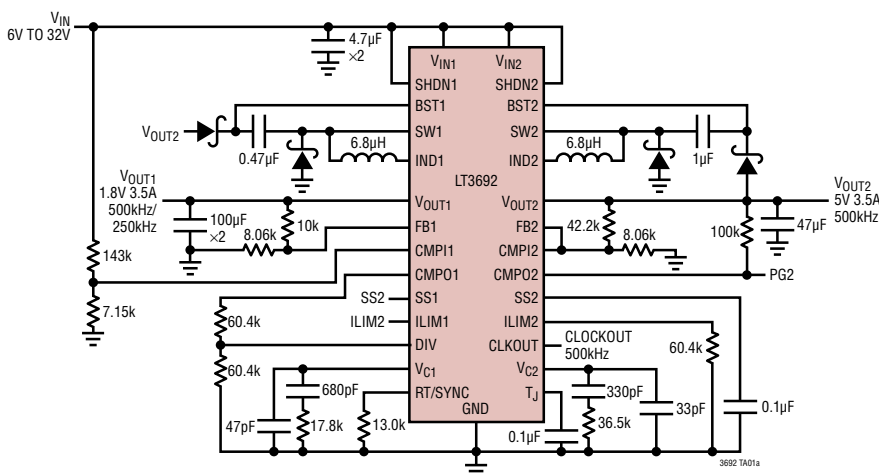 VIN
6V TO 32V
4.7µF
×2
VIN1
VIN2
SHDN1
SHDN2
BST1
BST2
VOUT2
0.47µF
SW1
SW2
6.8µH
6.8µH
1µF
IND1
IND2
LT3692
VOUT1
1.8V 3.5A
500kHz/
250kHz
VOUT1
VOUT2
VOUT2
5V 3.5A
500kHz
100µF
×2
8.06k
10k
FB1
FB2
42.2k
8.06k
100k
47µF
143k
CMPI1
CMPI2
CMPO1
CMPO2
PG2
7.15k
SS2
SS1
SS2
60.4k
ILIM2
ILIM1
ILIM2
DIV
CLKOUT
CLOCKOUT
500kHz
60.4k
60.4k
VC1
VC2
680pF
RT/SYNC
TJ
330pF
47pF
17.8k
13.0k
GND
0.1µF
36.5k
33pF
0.1µF
3692 TA01a